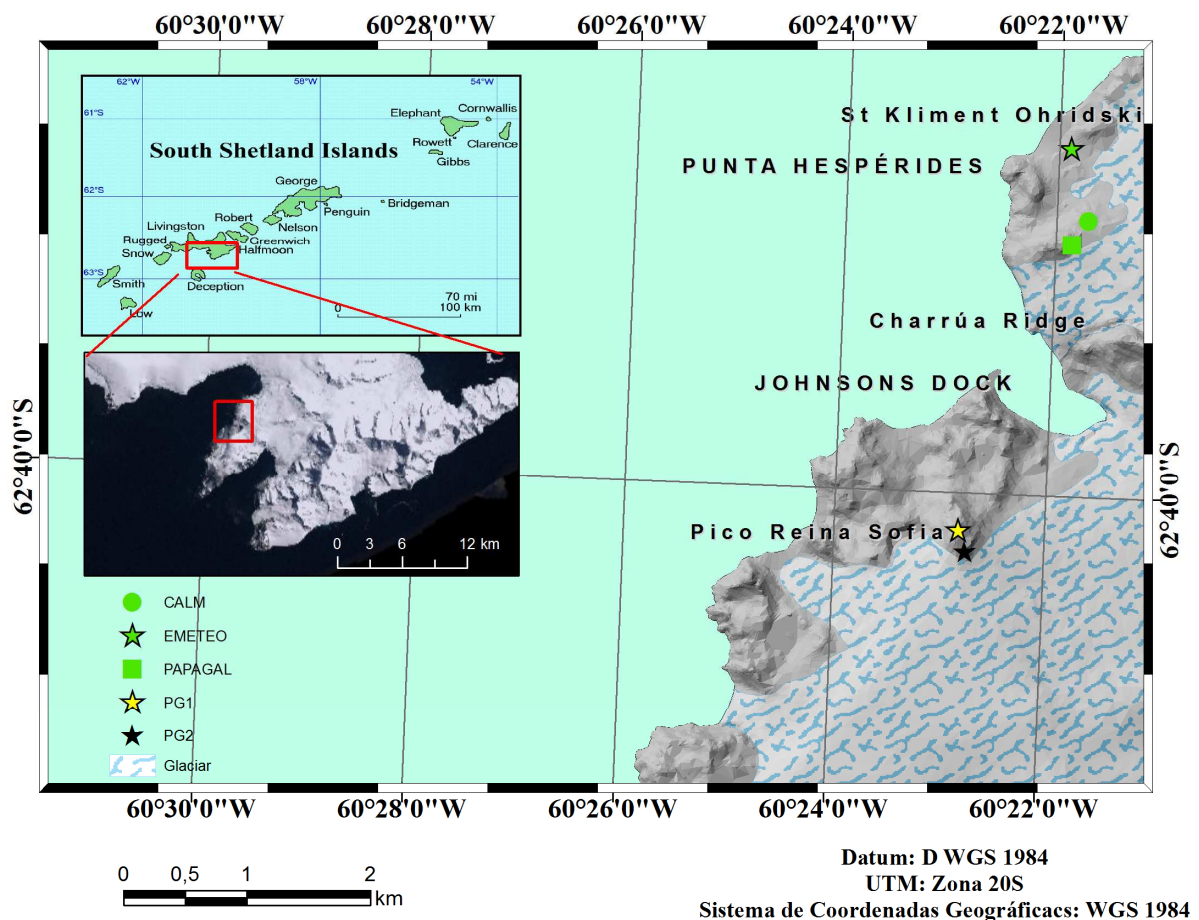 60°30'0"W 60°28'0"W 60°26'0"W 60°24'0"W 60°22'0"W
62°W 58°W 54°W
61°S
Elephant
Cornwallis
Rowett
Clarence
Gibbs
South Shetland Islands
62°S
George
Penguin
Bridgeman
Nelson
Robert
Livingston
Greenwich
Rugged
Halfmoon
Snow
63°S
Smith
Deception
Low
70 mi
0 100 km
0 3 6 12 km
St Kliment Ohridski
PUNTA HESPÉRIDES
Charrúa Ridge
JOHNSONS DOCK
62°40'0"S
62°40'0"S
Pico Reina Sofia
CALM
EMETEO
PAPAGAL
PG1
PG2
Glaciar
60°30'0"W 60°28'0"W 60°26'0"W 60°24'0"W 60°22'0"W
0 0,5 1 2
km
Datum: D WGS 1984
UTM: Zona 20S
Sistema de Coordenadas Geográficacs: WGS 1984